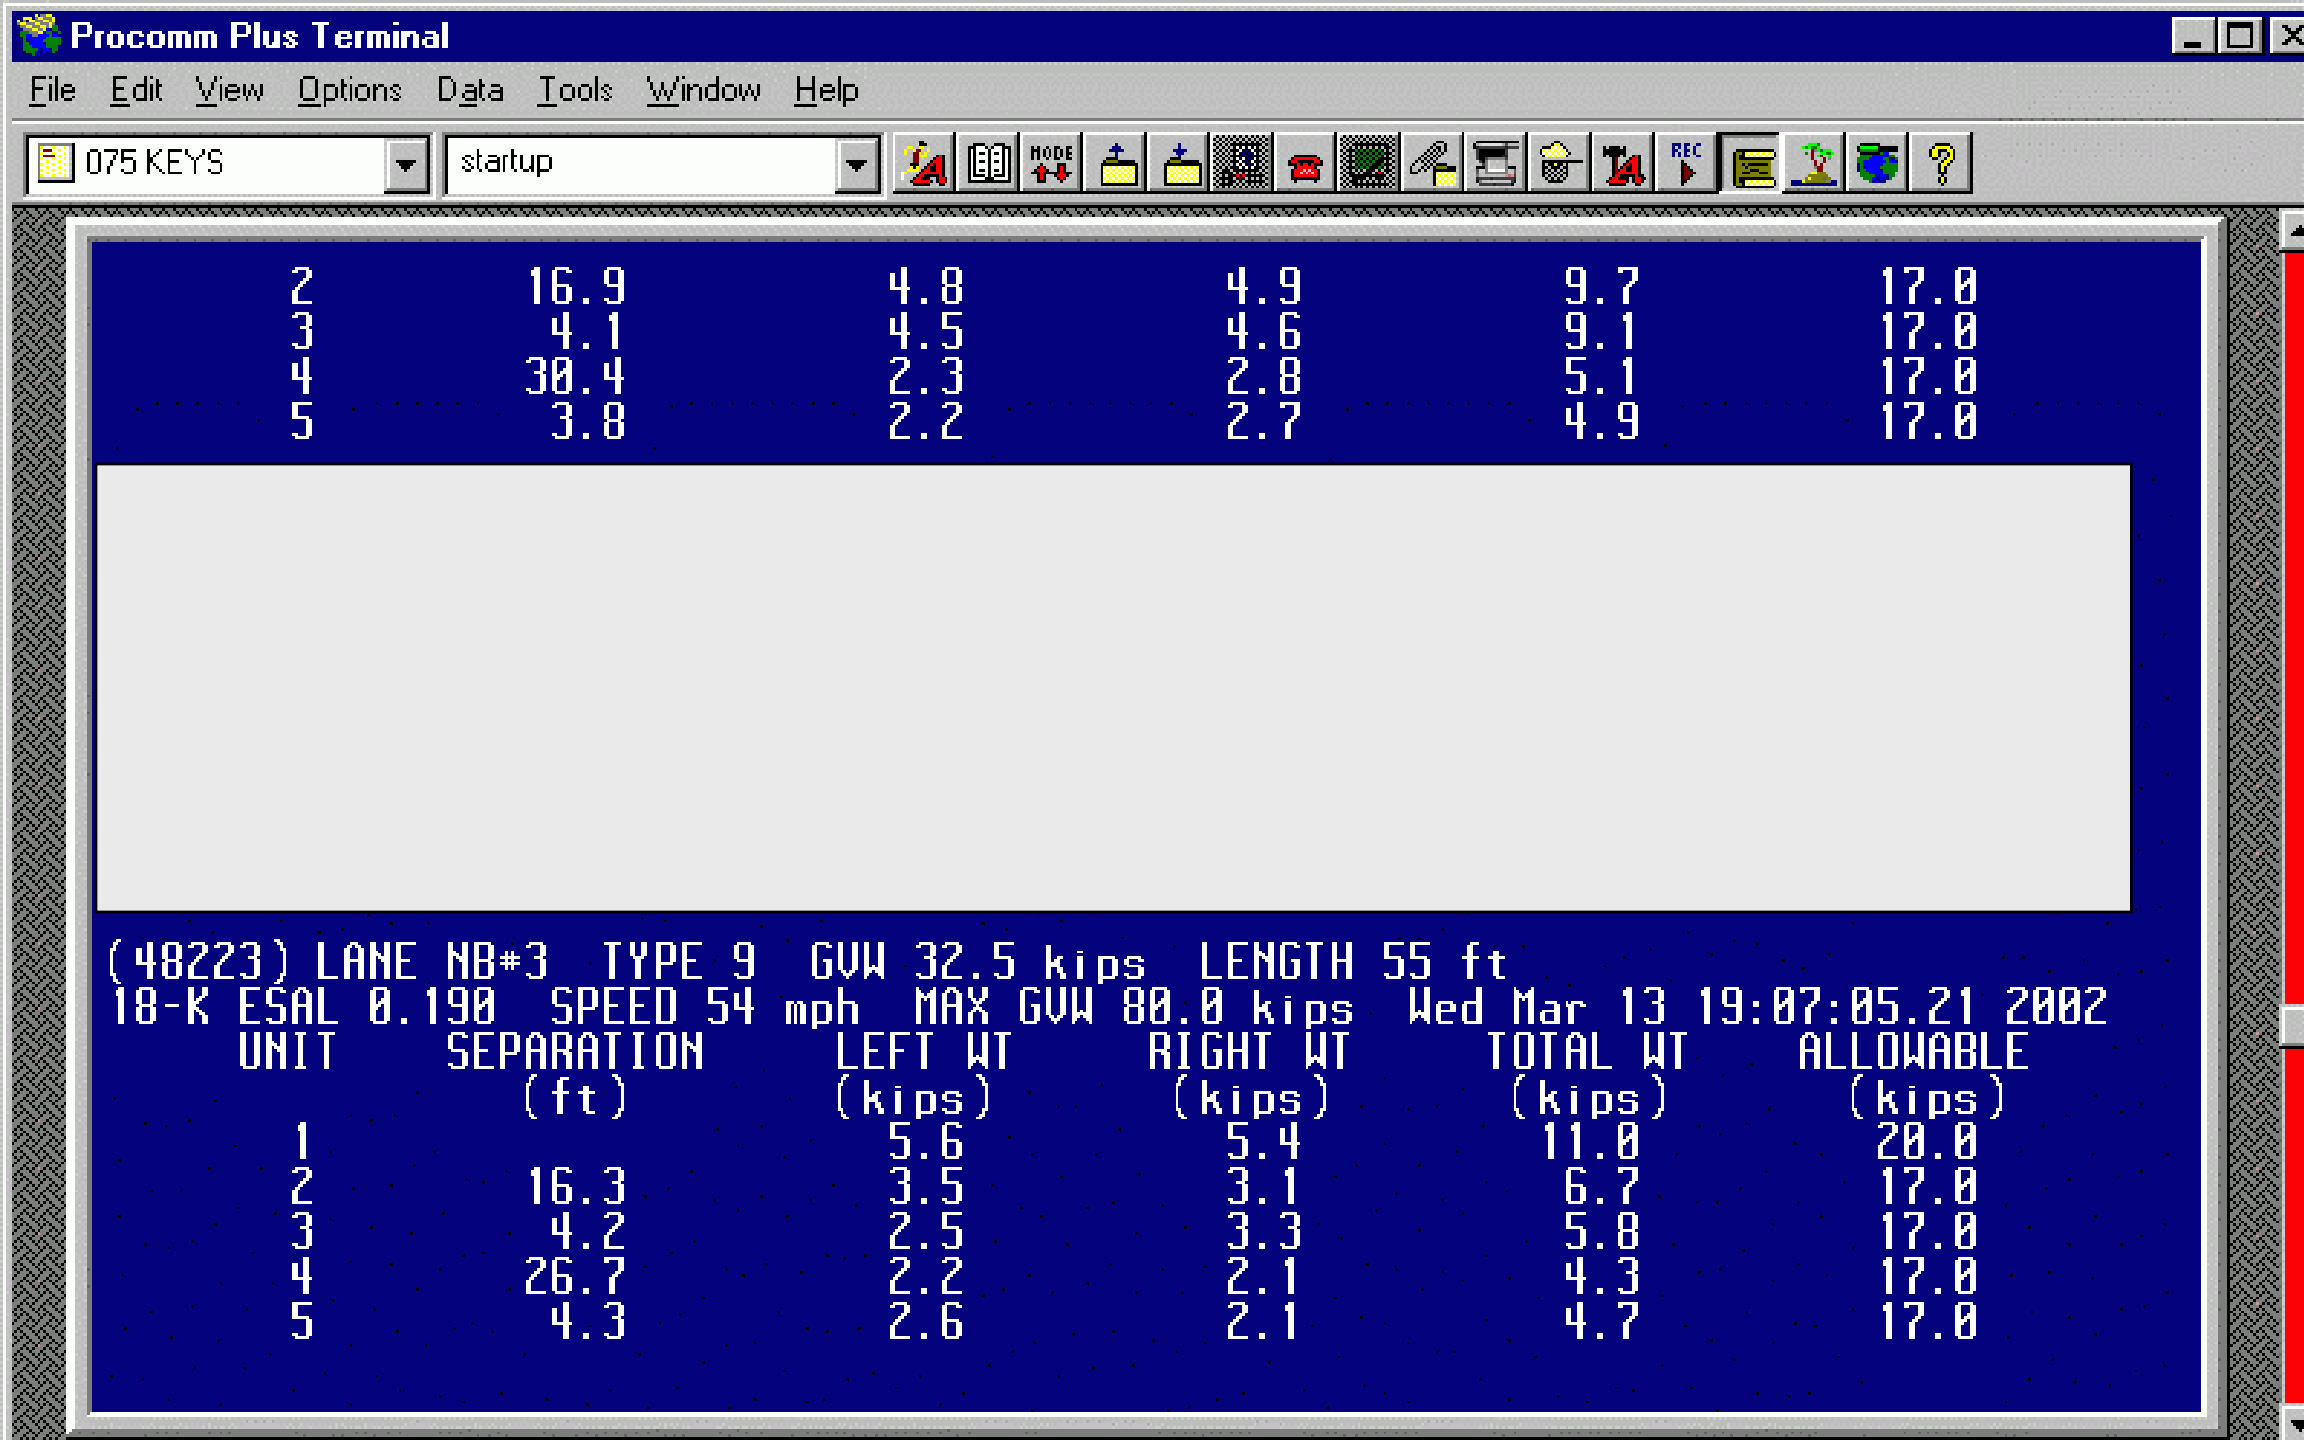 Procomm Plus Terminal
File Edit View Options Data Tools Window Help
075 KEYS startup MODE REC
2 16.9 4.8 4.9 9.7 17.0
3 4.1 4.5 4.6 9.1 17.0
4 30.4 2.3 2.8 5.1 17.0
5 3.8 2.2 2.7 4.9 17.0
(48223) LANE NB#3 TYPE 9 GVW 32.5 kips LENGTH 55 ft
18-K ESAL 0.190 SPEED 54 mph MAX GVW 80.0 kips Wed Mar 13 19:07:05.21 2002
UNIT SEPARATION LEFT WT RIGHT WT TOTAL WT ALLOWABLE
(ft) (kips) (kips) (kips) (kips)
1 5.6 5.4 11.0 20.0
2 16.3 3.5 3.1 6.7 17.0
3 4.2 2.5 3.3 5.8 17.0
4 26.7 2.2 2.1 4.3 17.0
5 4.3 2.6 2.1 4.7 17.0